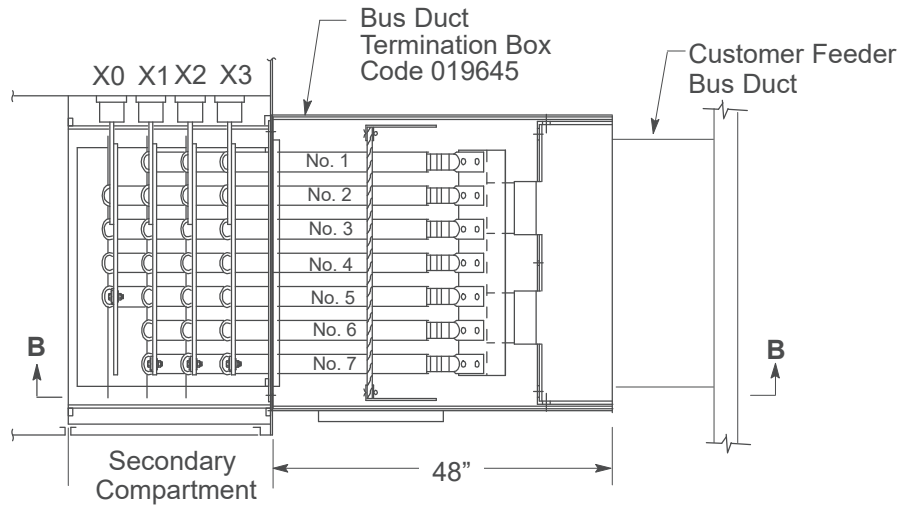 Bus Duct
Termination Box
Code 019645
Customer Feeder
Bus Duct
X0 X1 X2 X3
No. 1
No. 2
No. 3
No. 4
No. 5
No. 6
No. 7
B
B
Secondary
Compartment
48”